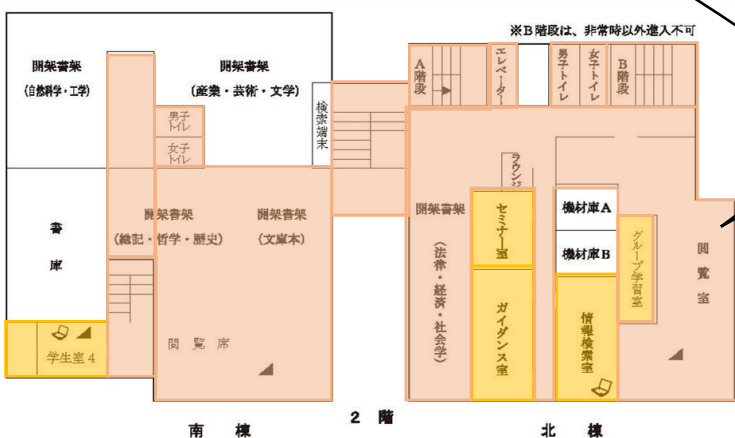 ※B階段は、非常時以外進入不可
開架書架
(自然科学・工学)
開架書架
(産業・芸術・文学)
検索端末
男子
トイレ
女子
トイレ
A階段
エレベーター
男子トイレ
女子トイレ
B階段
ラウンジ
書庫
開架書架
(総記・哲学・歴史)
開架書架
(文庫本)
開架書架
(法律・経済・社会学)
セミナー室
機材庫A
機材庫B
グループ学習室
閲覧室
学生室4
閲覧席
ガイダンス室
情報検索室
2階
南棟
北棟